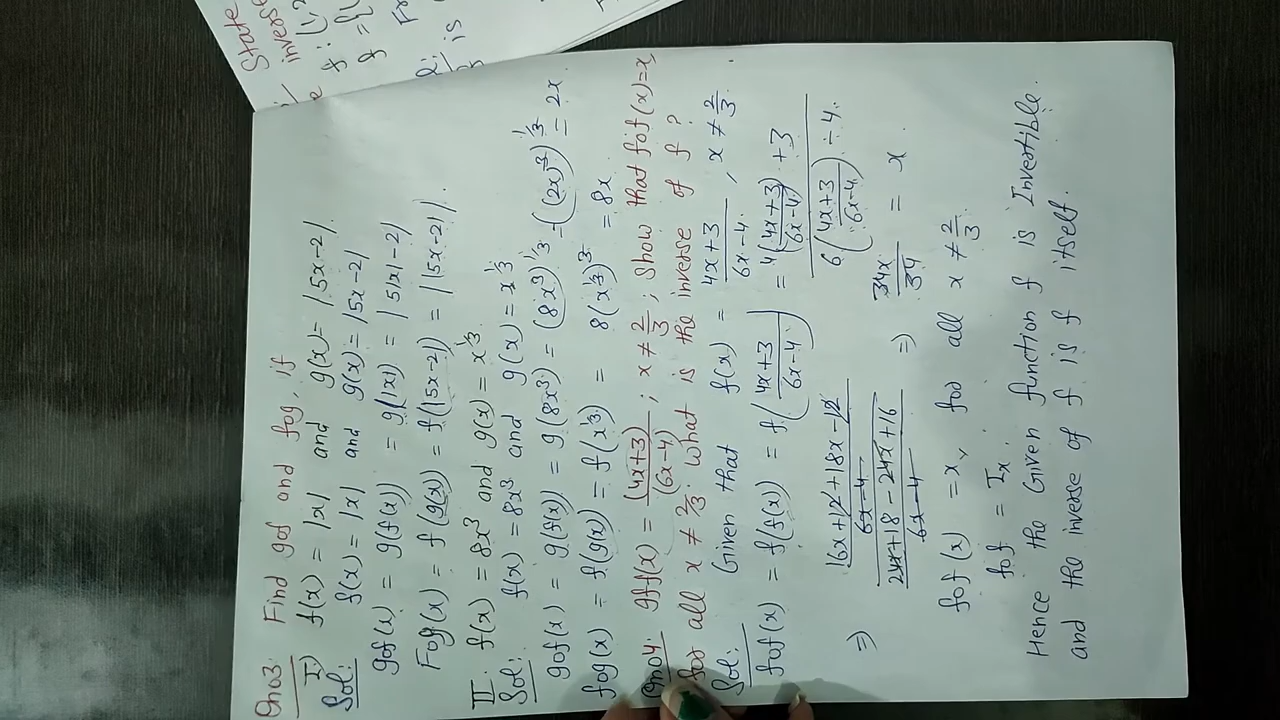 Qno3. Find gof and fog, if
I) f(x) = |x| and g(x) = |5x-2|
Sol: f(x) = |x| and g(x) = |5x-2|
gof(x) = g(f(x)) = g(|x|) = |5|x|-2|
Fog(x) = f(g(x)) = f(|5x-2|) = ||5x-2||.
II. f(x) = 8x³ and g(x) = x^1/3.
Sol: f(x) = 8x³ and g(x) = x^1/3
gof(x) = g(f(x)) = g(8x³) = (8x³)^1/3 = ((2x)³)^1/3 = 2x.
fog(x) = f(g(x)) = f(x^1/3) = 8(x^1/3)³ = 8x.
Qno4. If f(x) = (4x+3)/(6x-4) ; x ≠ 2/3 ; Show that fof(x)=x,
for all x ≠ 2/3. What is the inverse of f ?
Sol: Given that f(x) = 4x+3/6x-4. , x ≠ 2/3.
fof(x) = f(f(x)) = f(4x+3/6x-4) = 4(4x+3/6x-4) + 3 / 6(4x+3/6x-4) - 4.
⇒ 16x+12+18x-12/6x-4 / 24x+18-24x+16/6x-4 ⇒ 34x/34 = x.
fof(x) = x, for all x ≠ 2/3
fof = Ix.
Hence the Given function f is Invertible.
and the inverse of f is f itself.
State